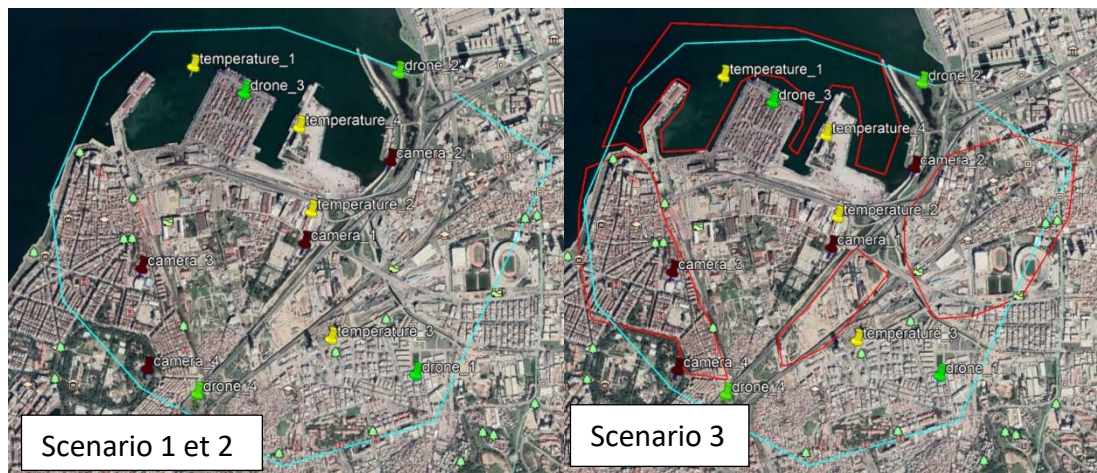 temperature_1
drone_2
drone_3
temperature_4
camera_2
temperature_2
camera_1
camera_3
temperature_3
camera_4
drone_1
drone_4
Scenario 1 et 2
temperature_1
drone_2
drone_3
temperature_4
camera_2
temperature_2
camera_1
camera_3
temperature_3
camera_4
drone_1
drone_4
Scenario 3